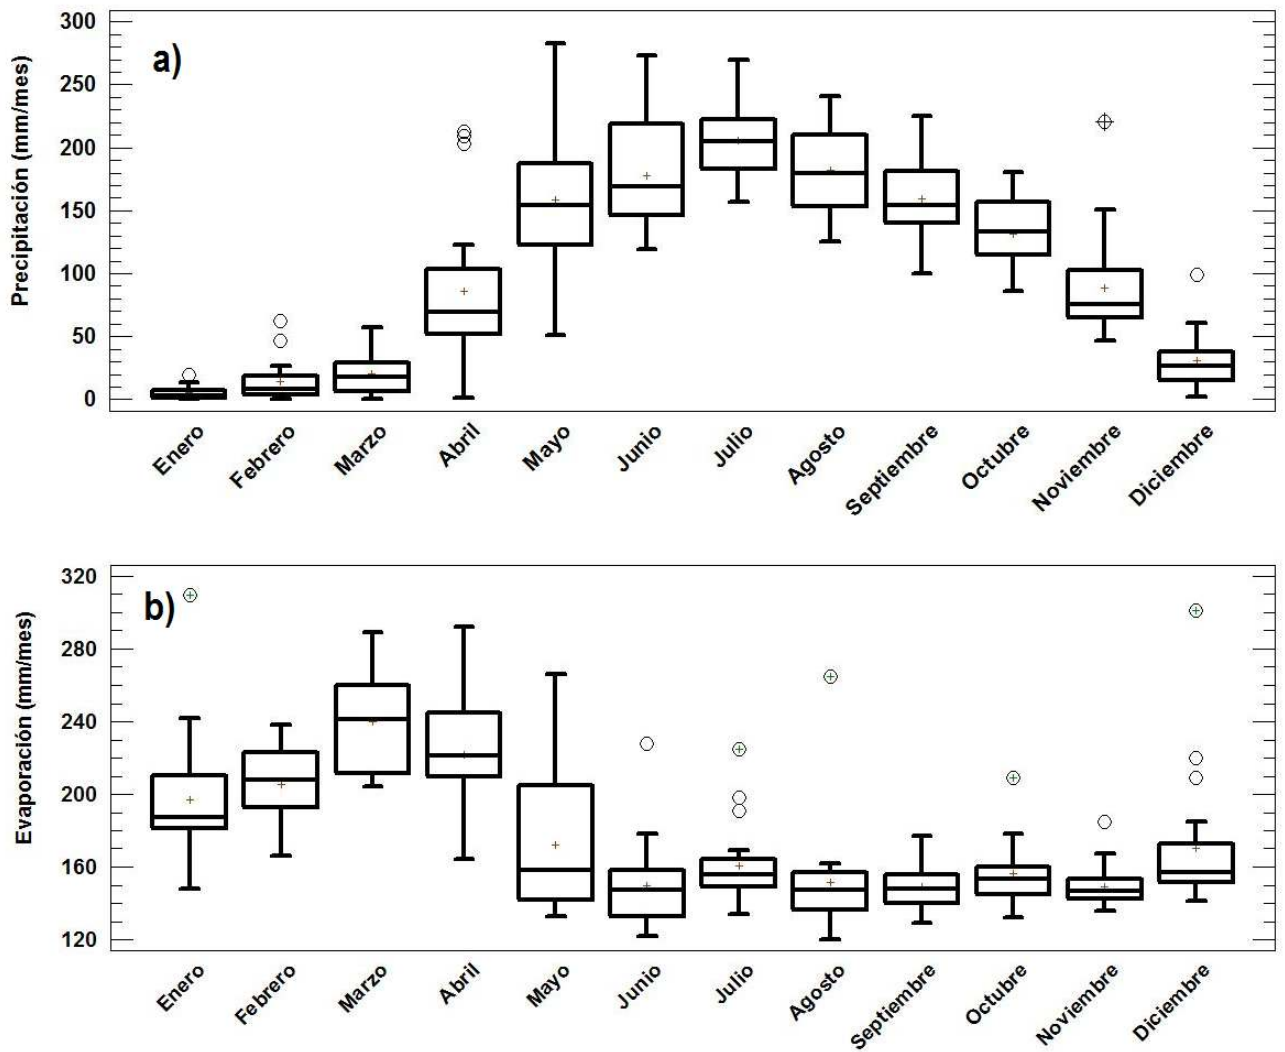 a)
Precipitación (mm/mes)
300
250
200
150
100
50
0
Enero
Febrero
Marzo
Abril
Mayo
Junio
Julio
Agosto
Septiembre
Octubre
Noviembre
Diciembre
b)
Evaporación (mm/mes)
320
280
240
200
160
120
Enero
Febrero
Marzo
Abril
Mayo
Junio
Julio
Agosto
Septiembre
Octubre
Noviembre
Diciembre